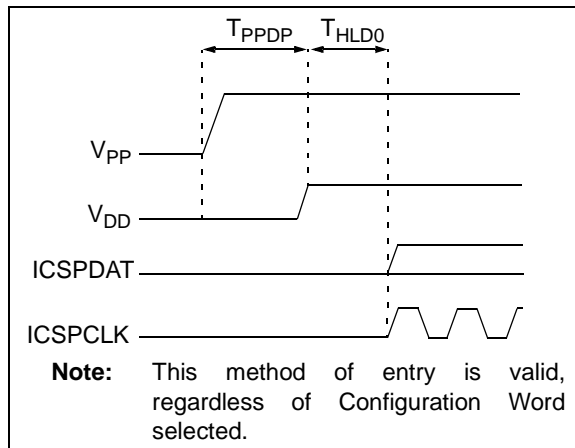 TPPDP THLD0
VPP
VDD
ICSPDAT
ICSPCLK
Note: This method of entry is valid,
regardless of Configuration Word
selected.